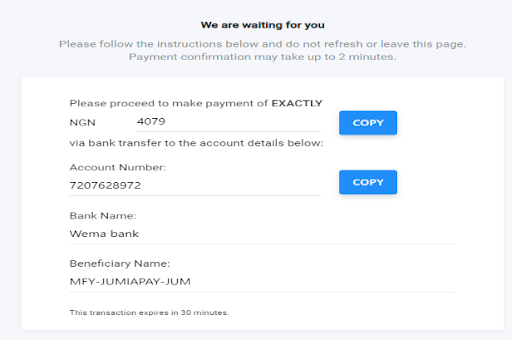 We are waiting for you
Please follow the instructions below and do not refresh or leave this page.
Payment confirmation may take up to 2 minutes.
Please proceed to make payment of EXACTLY
NGN 4079 COPY
via bank transfer to the account details below:
Account Number:
7207628972 COPY
Bank Name:
Wema bank
Beneficiary Name:
MFY-JUMIAPAY-JUM
This transaction expires in 30 minutes.